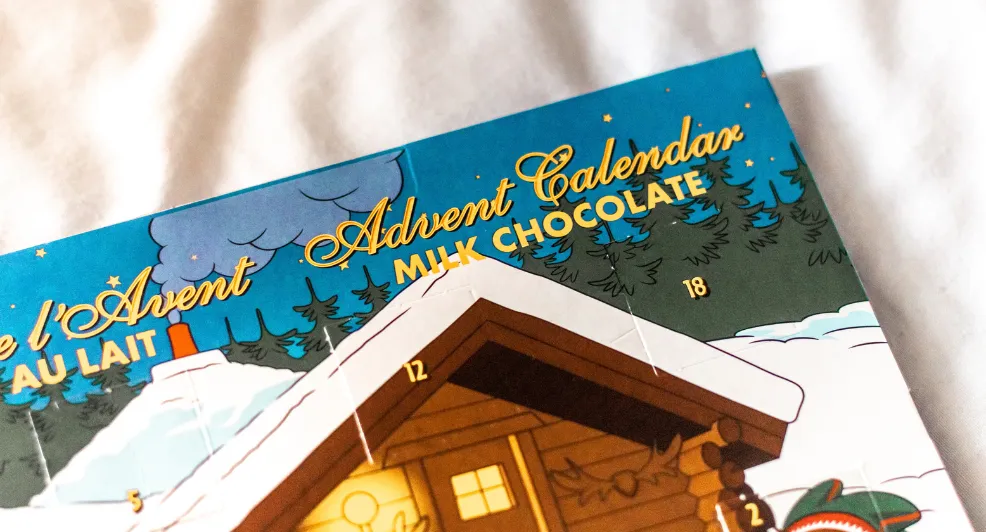 e l'Avent
AU LAIT
Advent Calendar
MILK CHOCOLATE
18
12
5
2